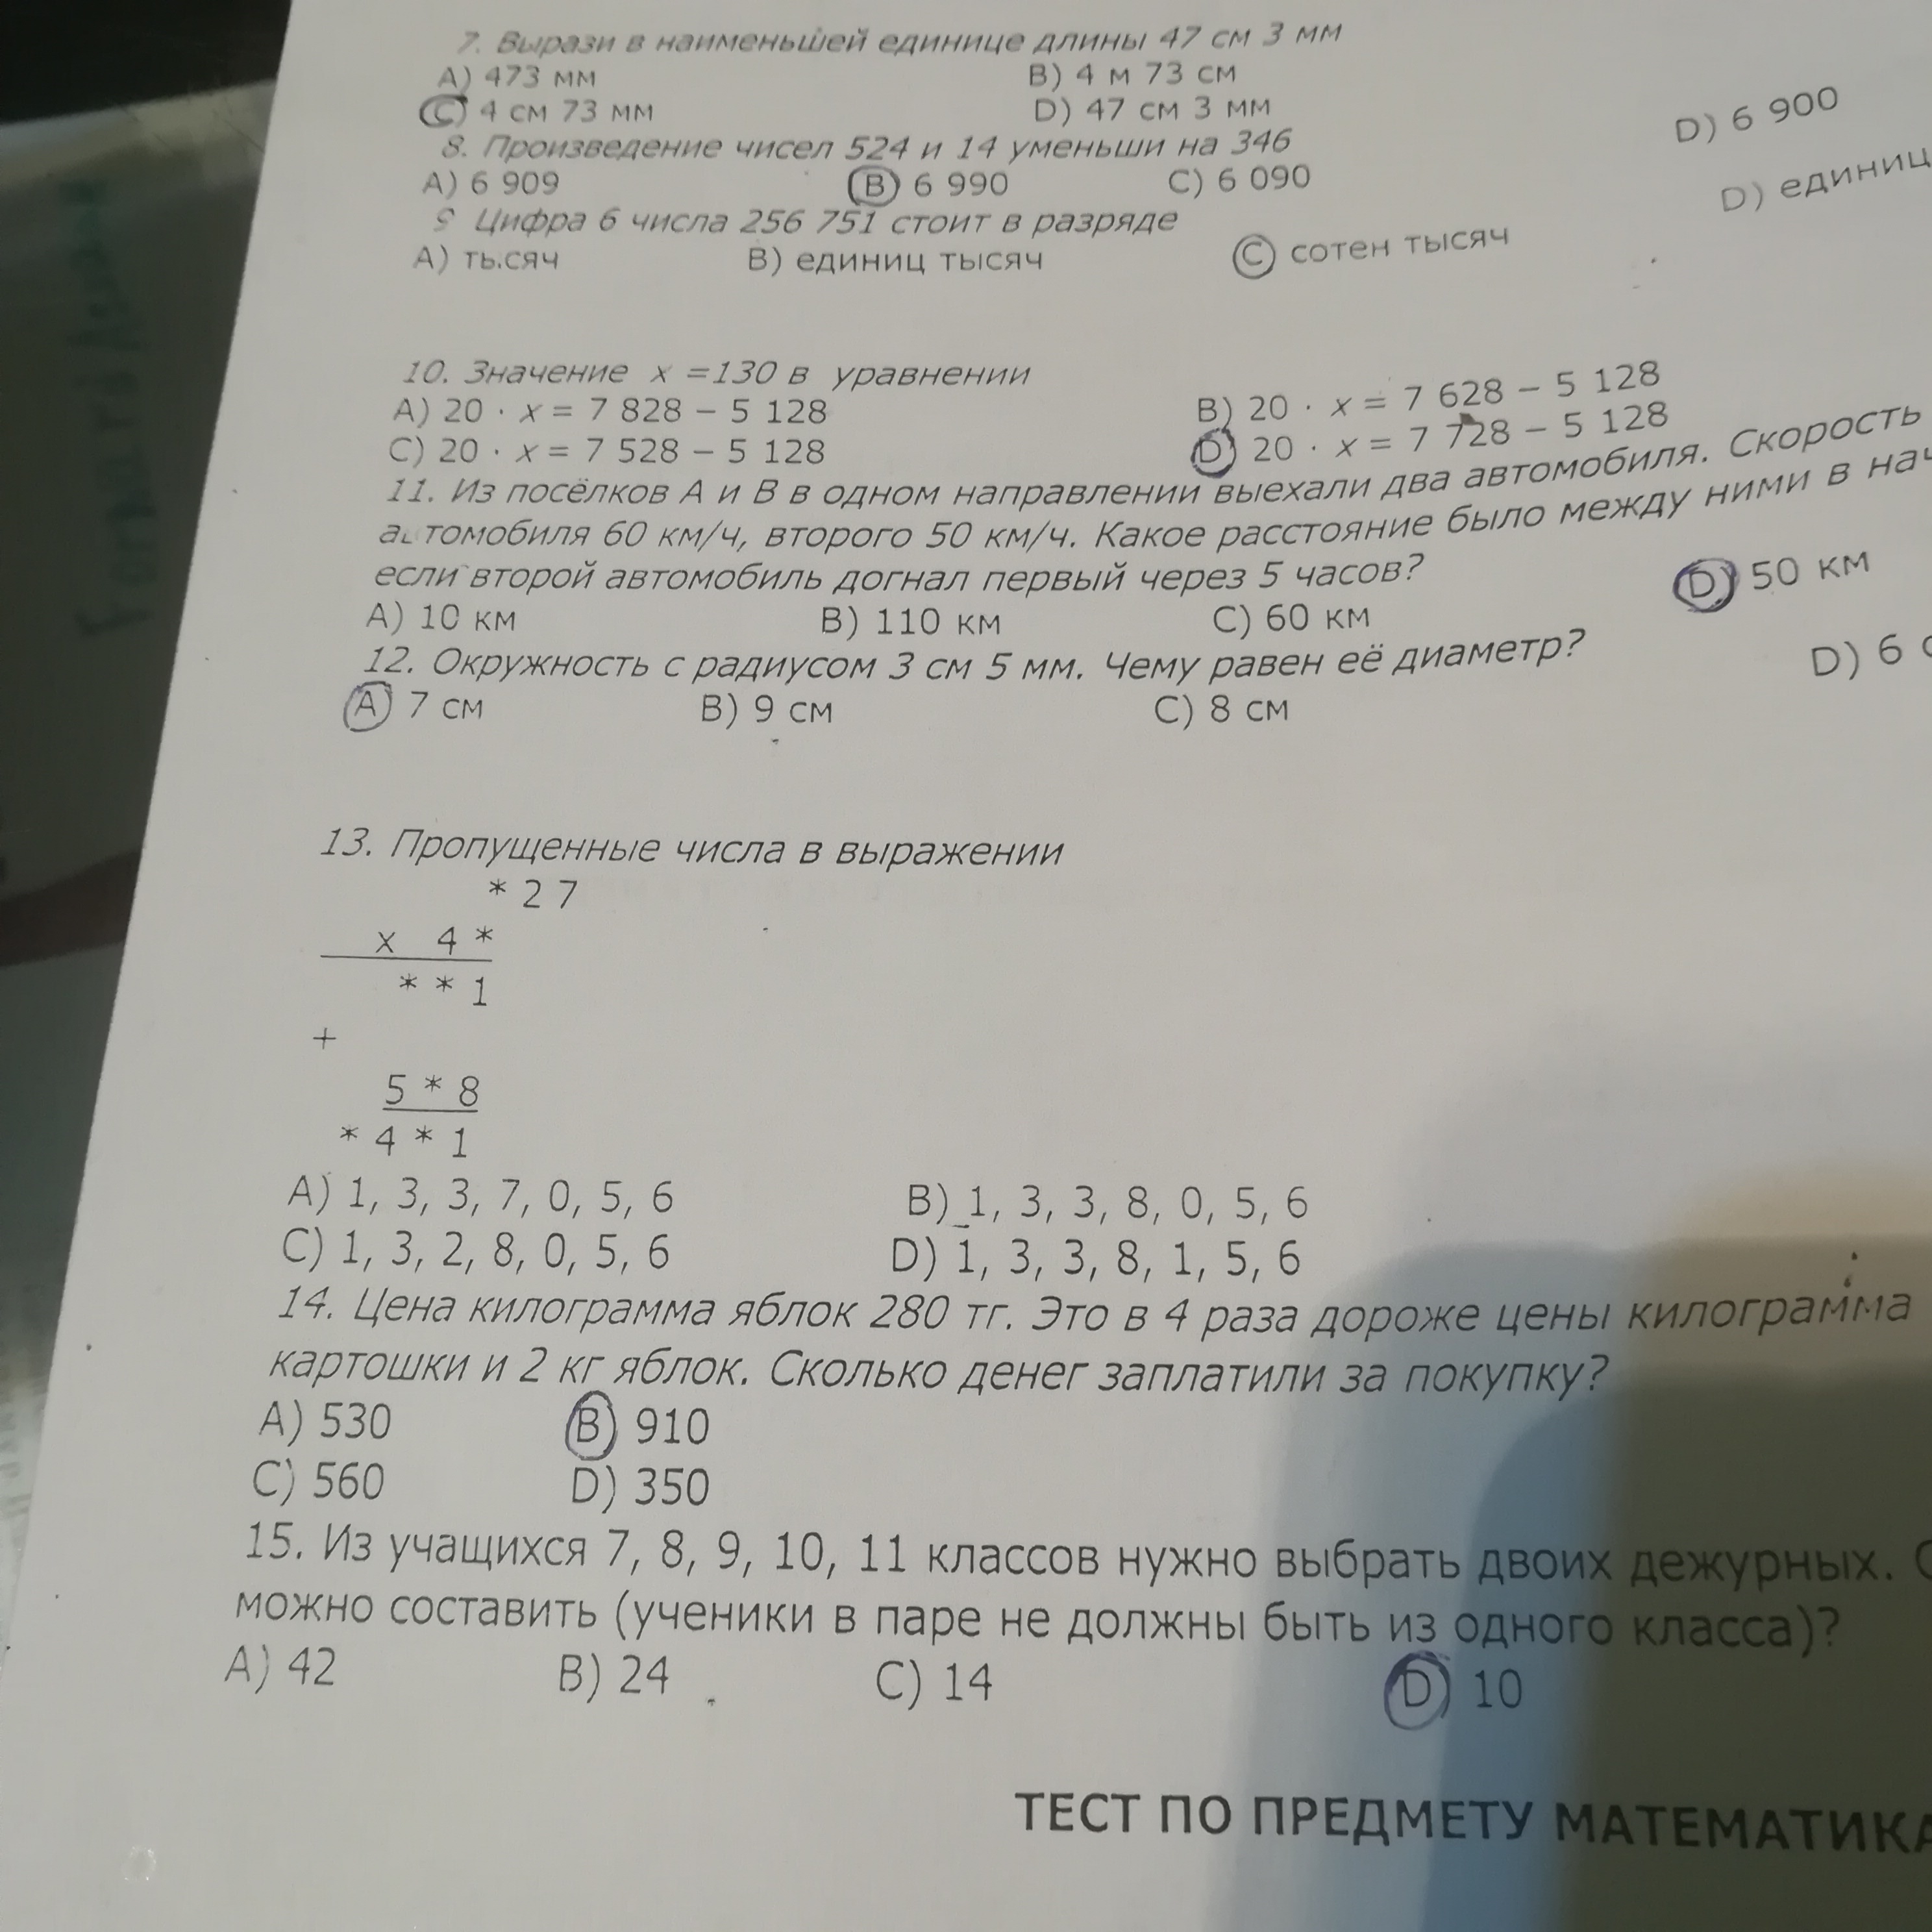 7. Вырази в наименьшей единице длины 47 см 3 мм
A) 473 мм B) 4 м 73 см
C) 4 см 73 мм D) 47 см 3 мм
8. Произведение чисел 524 и 14 уменьши на 346
A) 6 909 B) 6 990 C) 6 090 D) 6 900
9 Цифра 6 числа 256 751 стоит в разряде
A) тысяч B) единиц тысяч C) сотен тысяч D) единиц
10. Значение x =130 в уравнении
A) 20 · x = 7 828 – 5 128 B) 20 · x = 7 628 – 5 128
C) 20 · x = 7 528 – 5 128 D) 20 · x = 7 728 – 5 128
11. Из посёлков А и В в одном направлении выехали два автомобиля. Скорость
автомобиля 60 км/ч, второго 50 км/ч. Какое расстояние было между ними в
если второй автомобиль догнал первый через 5 часов?
A) 10 км B) 110 км C) 60 км D) 50 км
12. Окружность с радиусом 3 см 5 мм. Чему равен её диаметр?
A) 7 см B) 9 см C) 8 см D) 6
13. Пропущенные числа в выражении
* 2 7
x 4 *
* * 1
+
5 * 8
* 4 * 1
A) 1, 3, 3, 7, 0, 5, 6 B) 1, 3, 3, 8, 0, 5, 6
C) 1, 3, 2, 8, 0, 5, 6 D) 1, 3, 3, 8, 1, 5, 6
14. Цена килограмма яблок 280 тг. Это в 4 раза дороже цены килограмма
картошки и 2 кг яблок. Сколько денег заплатили за покупку?
A) 530 B) 910
C) 560 D) 350
15. Из учащихся 7, 8, 9, 10, 11 классов нужно выбрать двоих дежурных.
можно составить (ученики в паре не должны быть из одного класса)?
A) 42 B) 24 C) 14 D) 10
ТЕСТ ПО ПРЕДМЕТУ МАТЕМАТИКА